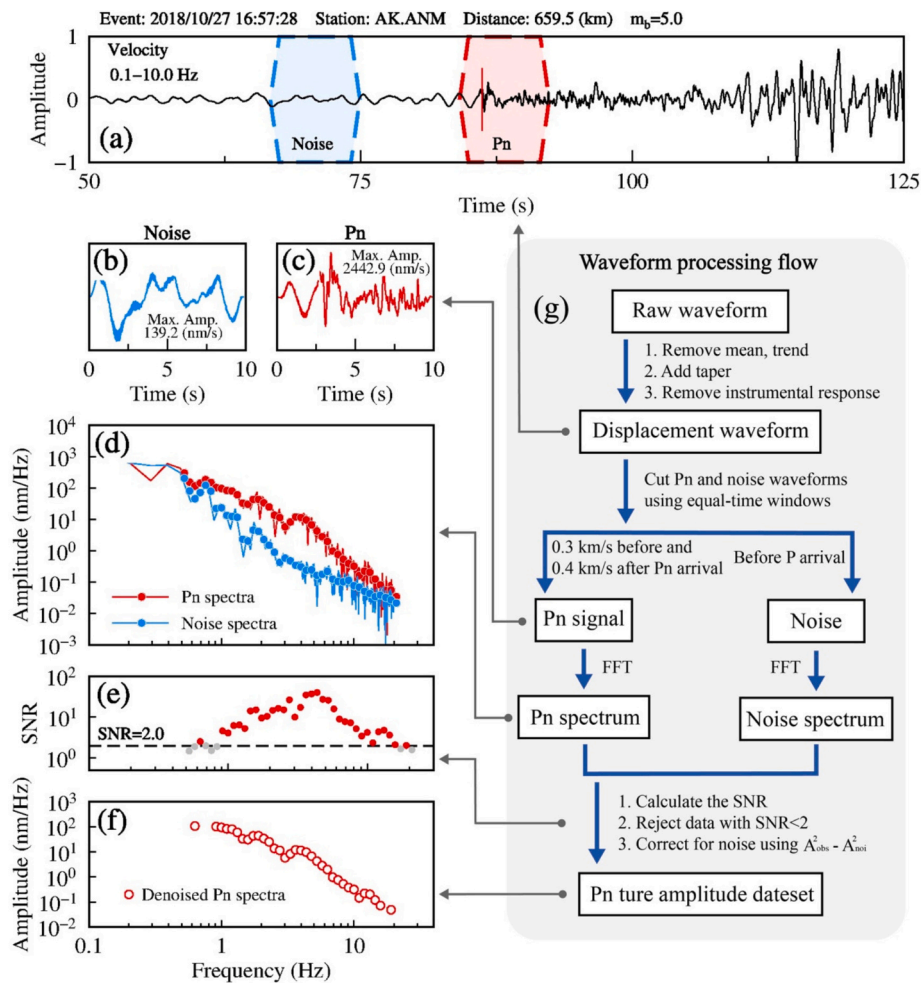 Event: 2018/10/27 16:57:28 Station: AK.ANM Distance: 659.5 (km) mb=5.0
Amplitude
1
0
−1
Velocity
0.1–10.0 Hz
(a)
Noise
Pn
50
75
100
125
Time (s)
Noise
(b)
Max. Amp.
139.2 (nm/s)
0
5
10
Time (s)
Pn
(c)
Max. Amp.
2442.9 (nm/s)
0
5
10
Time (s)
(d)
Amplitude (nm/Hz)
10⁴
10³
10²
10¹
10⁰
10⁻¹
10⁻²
10⁻³
Pn spectra
Noise spectra
(e)
SNR
10²
10¹
10⁰
SNR=2.0
(f)
Amplitude (nm/Hz)
10³
10²
10¹
10⁰
10⁻¹
10⁻²
Denoised Pn spectra
0.1
1
10
Frequency (Hz)
Waveform processing flow
(g)
Raw waveform
1. Remove mean, trend
2. Add taper
3. Remove instrumental response
Displacement waveform
Cut Pn and noise waveforms
using equal-time windows
0.3 km/s before and
0.4 km/s after Pn arrival
Before P arrival
Pn signal
Noise
FFT
FFT
Pn spectrum
Noise spectrum
1. Calculate the SNR
2. Reject data with SNR<2
3. Correct for noise using A²obs - A²noi
Pn ture amplitude dateset